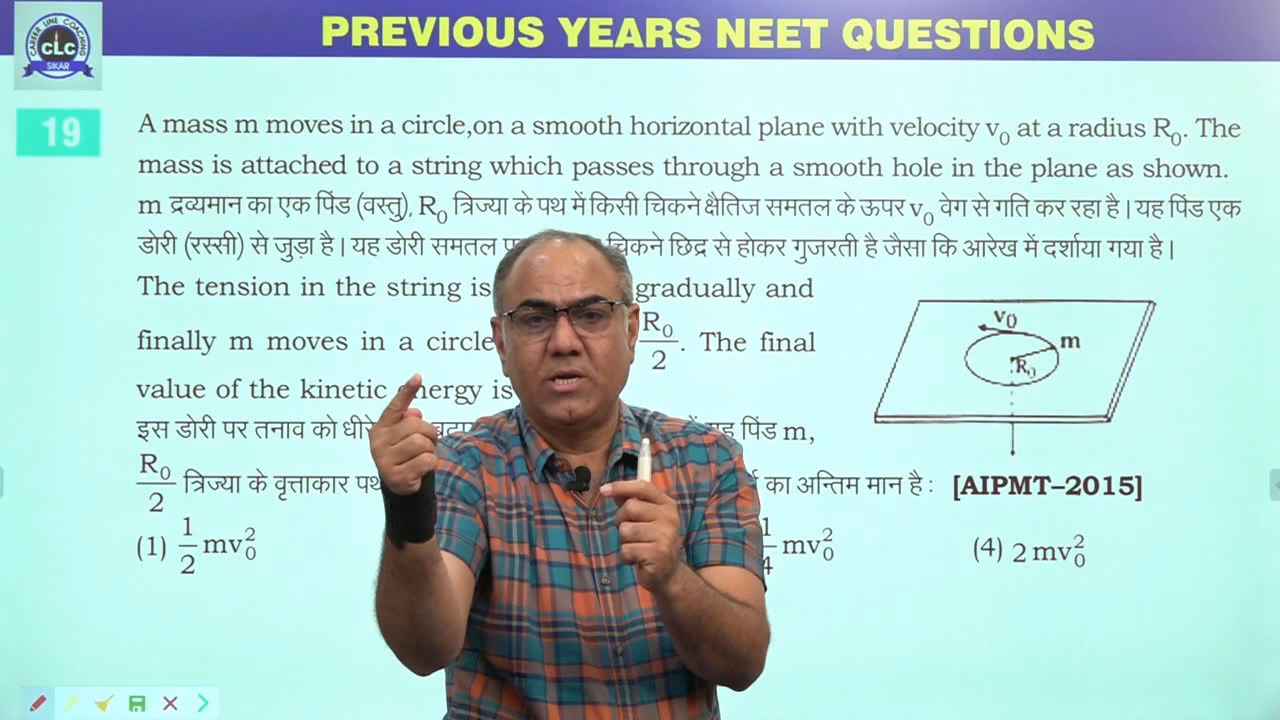 CAREER LINE COACHING
CLC
SIKAR
PREVIOUS YEARS NEET QUESTIONS
19
A mass m moves in a circle,on a smooth horizontal plane with velocity v₀ at a radius R₀. The
mass is attached to a string which passes through a smooth hole in the plane as shown.
m द्रव्यमान का एक पिंड (वस्तु), R₀ त्रिज्या के पथ में किसी चिकने क्षैतिज समतल के ऊपर v₀ वेग से गति कर रहा है। यह पिंड एक
डोरी (रस्सी) से जुड़ा है। यह डोरी समतल चिकने छिद्र से होकर गुजरती है जैसा कि आरेख में दर्शाया गया है।
The tension in the string is gradually and
finally m moves in a circle R₀/2. The final
value of the kinetic energy is
इस डोरी पर तनाव को पिंड m,
R₀/2 त्रिज्या के वृत्ताकार का अन्तिम मान है : [AIPMT–2015]
(1) 1/2 mv₀² 1/4 mv₀² (4) 2 mv₀²
v₀
m
R₀